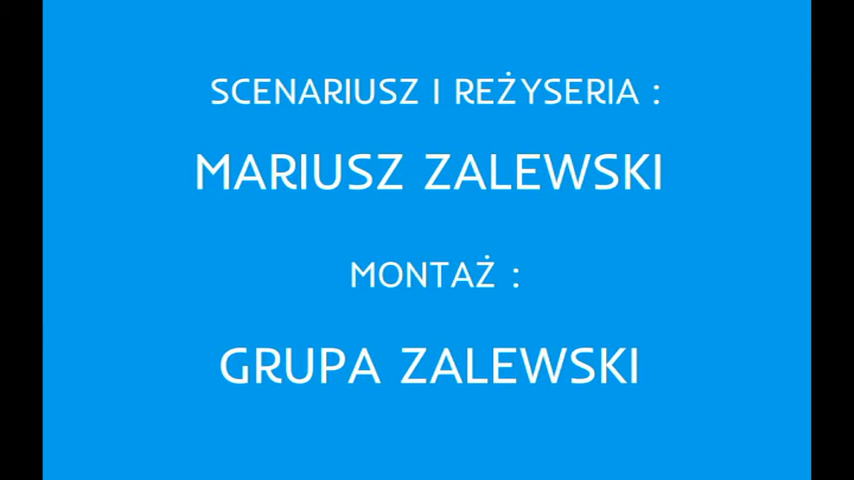 SCENARIUSZ I REŻYSERIA :
MARIUSZ ZALEWSKI
MONTAŻ :
GRUPA ZALEWSKI